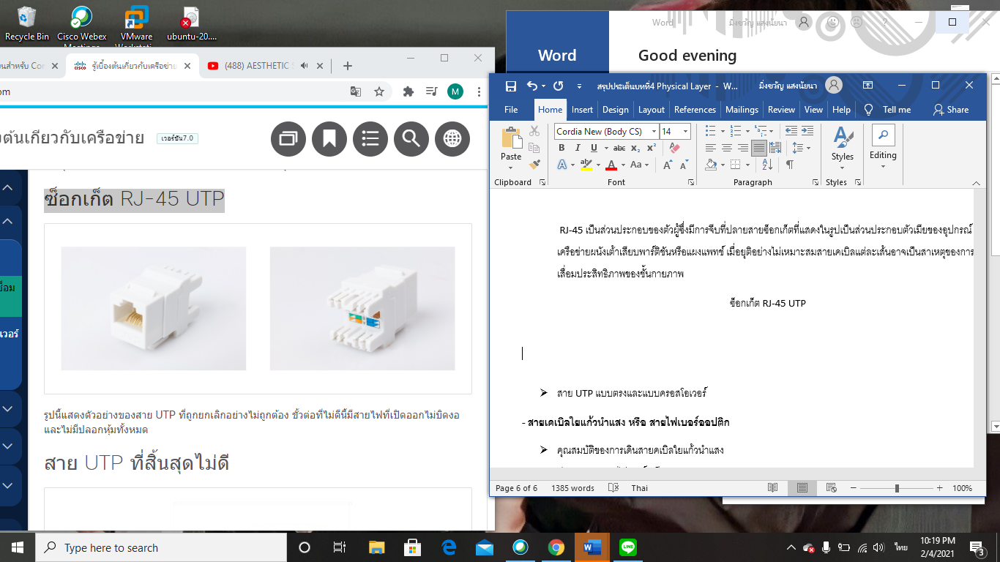 Recycle Bin
Cisco Webex
Meetings
VMware
Workstati...
ubuntu-20....
นสำหรับ Cor
รู้เบื้องต้นเกี่ยวกับเครือข่าย
(488) AESTHETIC S
om
M
งต้นเกี่ยวกับเครือข่าย
เวอร์ชัน7.0
ซ็อกเก็ต RJ-45 UTP
รูปนี้แสดงตัวอย่างของสาย UTP ที่ถูกยกเลิกอย่างไม่ถูกต้อง ขั้วต่อที่ไม่ดีนี้มีสายไฟที่เปิดออกไม่บิดงอ
และไม่มีปลอกหุ้มทั้งหมด
สาย UTP ที่สิ้นสุดไม่ดี
ซ็อม
เวอร์
Word
มิ่งขวัญ แสงนัยนา
Word
Good evening
สรุปประเด็นบทที่4 Physical Layer - W...
มิ่งขวัญ แสงนัยนา
File Home Insert Design Layout References Mailings Review View Help Tell me Share
Cordia New (Body CS) 14
Paste
B I U abc x₂ x²
A ab A Aa A A
Styles
Editing
Clipboard Font Paragraph Styles
RJ-45 เป็นส่วนประกอบของตัวผู้ซึ่งมีการจีบที่ปลายสายซ็อกเก็ตที่แสดงในรูปเป็นส่วนประกอบตัวเมียของอุปกรณ์
เครือข่ายผนังเต้าเสียบพาร์ติชันหรือแผงแพทช์ เมื่อยุติอย่างไม่เหมาะสมสายเคเบิลแต่ละเส้นอาจเป็นสาเหตุของการ
เสื่อมประสิทธิภาพของชั้นกายภาพ
ซ็อกเก็ต RJ-45 UTP
สาย UTP แบบตรงและแบบครอสโอเวอร์
- สายเคเบิลใยแก้วนำแสง หรือ สายไฟเบอร์ออปติก
คุณสมบัติของการเดินสายคเบิลใยแก้วนำแสง
Page 6 of 6 1385 words Thai 100%
Type here to search
LINE
ไทย
10:19 PM
2/4/2021
3